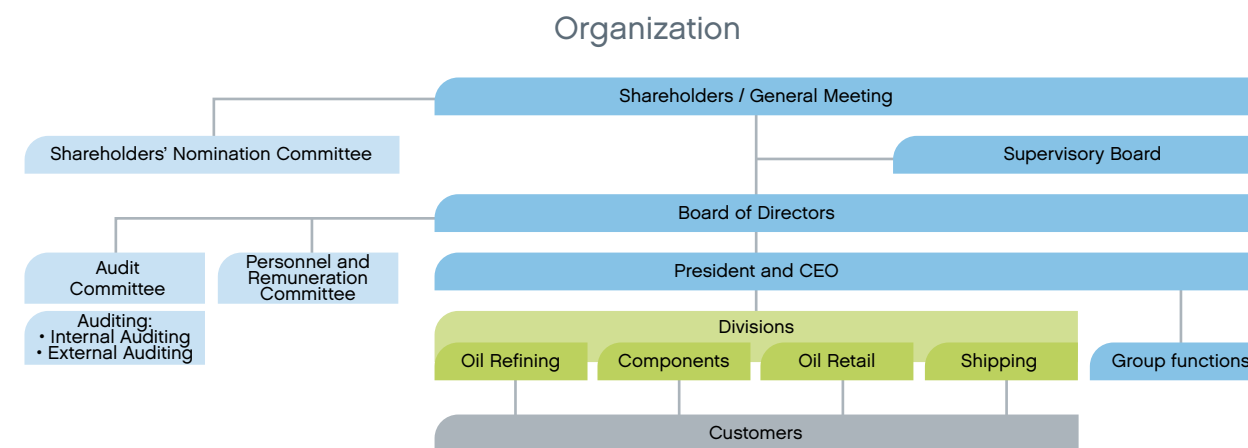 Organization
Shareholders / General Meeting
Shareholders’ Nomination Committee
Supervisory Board
Board of Directors
Audit
Committee
Personnel and
Remuneration
Committee
President and CEO
Auditing:
• Internal Auditing
• External Auditing
Divisions
Oil Refining
Components
Oil Retail
Shipping
Group functions
Customers